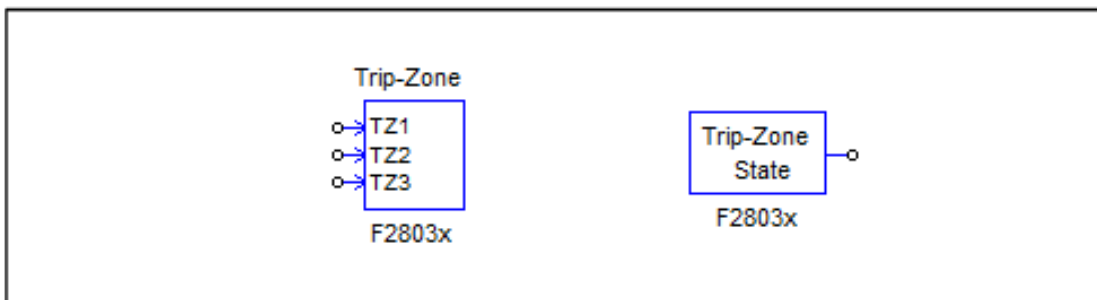 Trip-Zone
TZ1
TZ2
TZ3
F2803x
Trip-Zone
State
F2803x